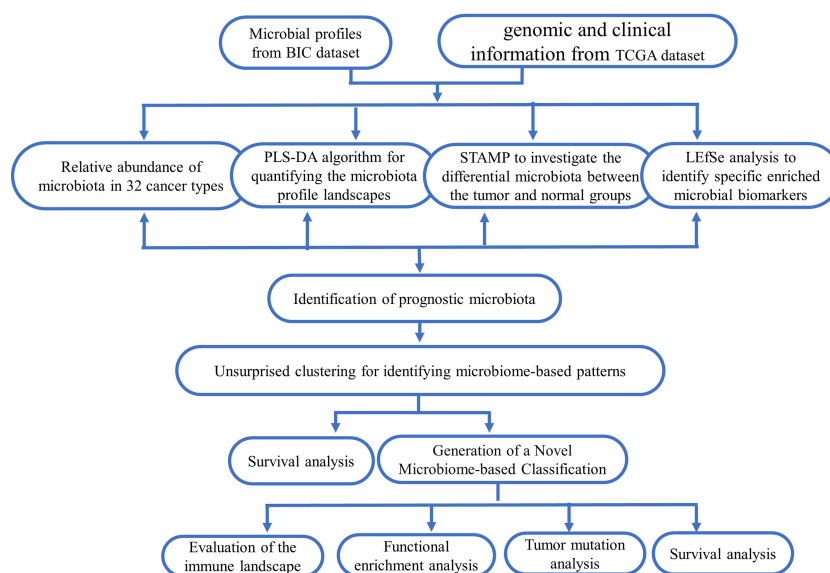 Microbial profiles
from BIC dataset
genomic and clinical
information from TCGA dataset
Relative abundance of
microbiota in 32 cancer types
PLS-DA algorithm for
quantifying the microbiota
profile landscapes
STAMP to investigate the
differential microbiota between
the tumor and normal groups
LEfSe analysis to
identify specific enriched
microbial biomarkers
Identification of prognostic microbiota
Unsurprised clustering for identifying microbiome-based patterns
Survival analysis
Generation of a Novel
Microbiome-based Classification
Evaluation of the
immune landscape
Functional
enrichment analysis
Tumor mutation
analysis
Survival analysis